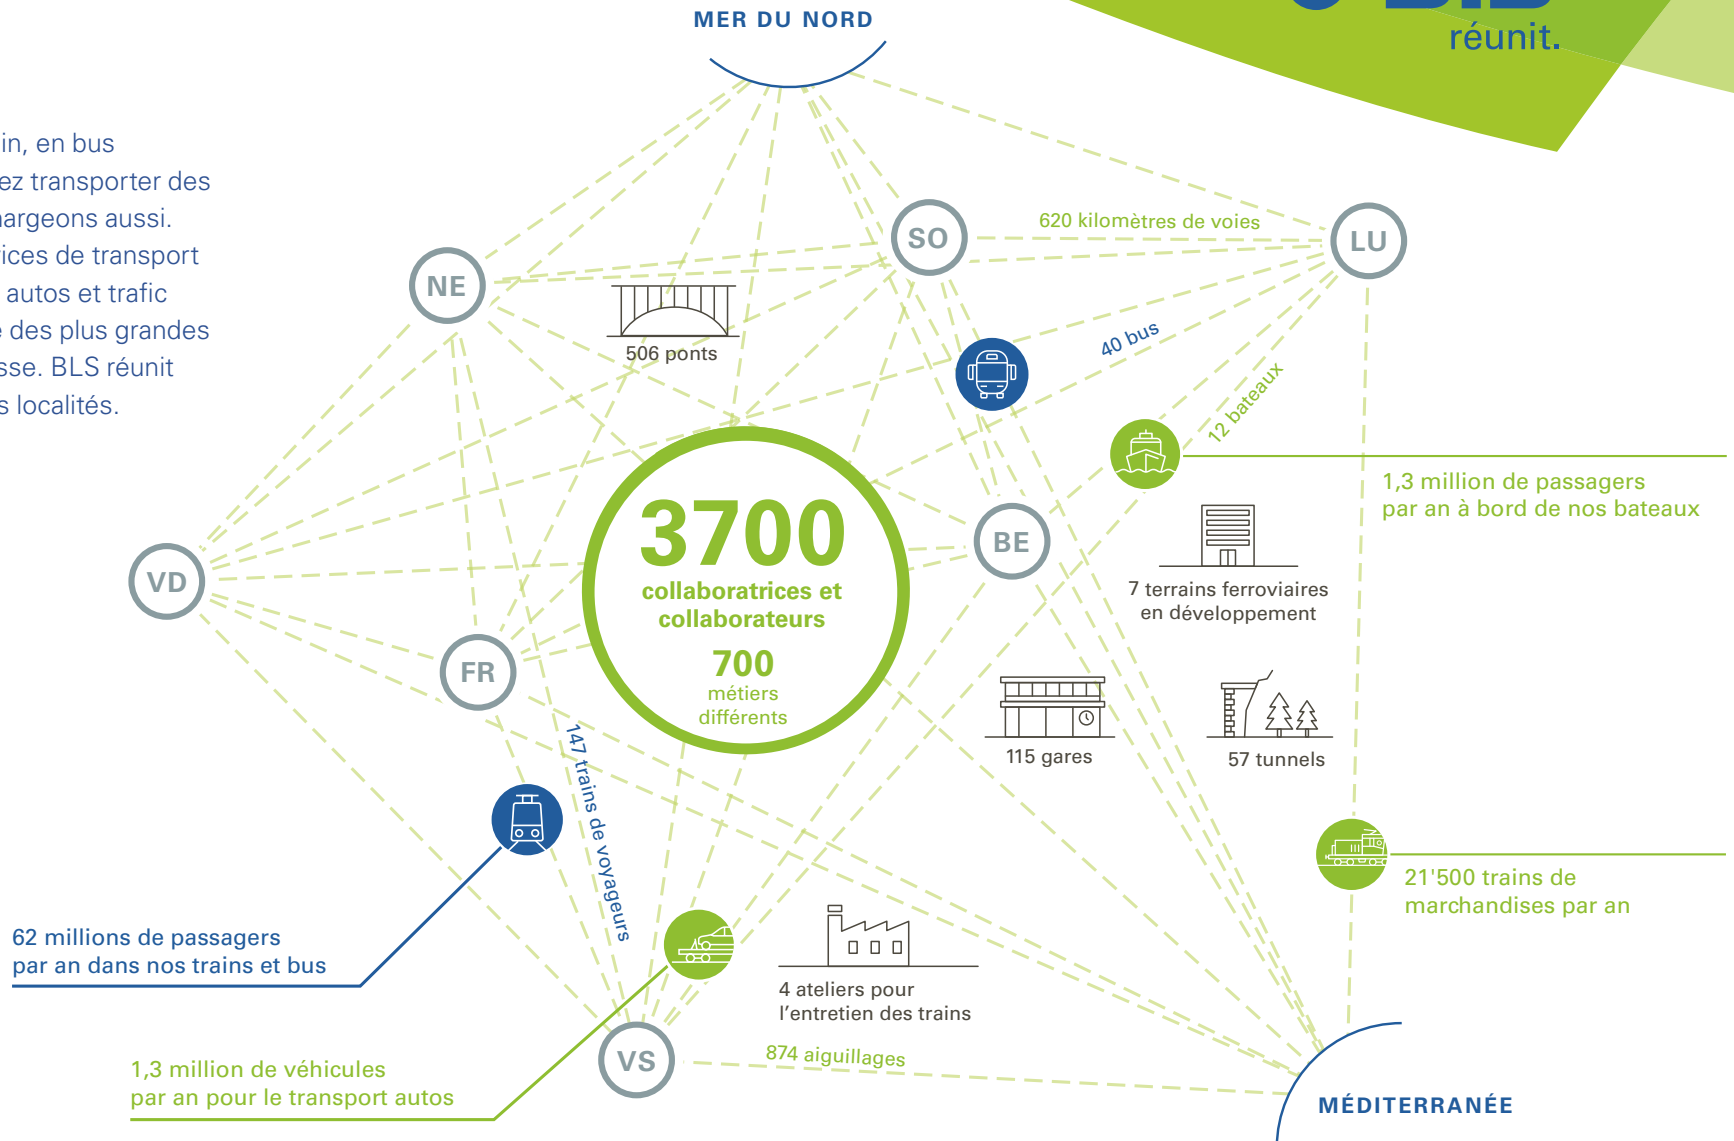 MER DU NORD
réunit.
in, en bus
ez transporter des
argeons aussi.
ices de transport
autos et trafic
des plus grandes
sse. BLS réunit
s localités.
SO
620 kilomètres de voies
LU
NE
506 ponts
40 bus
12 bateaux
1,3 million de passagers
par an à bord de nos bateaux
3700
collaboratrices et
collaborateurs
700
métiers
différents
BE
VD
7 terrains ferroviaires
en développement
FR
115 gares
57 tunnels
147 trains de voyageurs
21'500 trains de
marchandises par an
62 millions de passagers
par an dans nos trains et bus
4 ateliers pour
l'entretien des trains
VS
874 aiguillages
1,3 million de véhicules
par an pour le transport autos
MÉDITERRANÉE